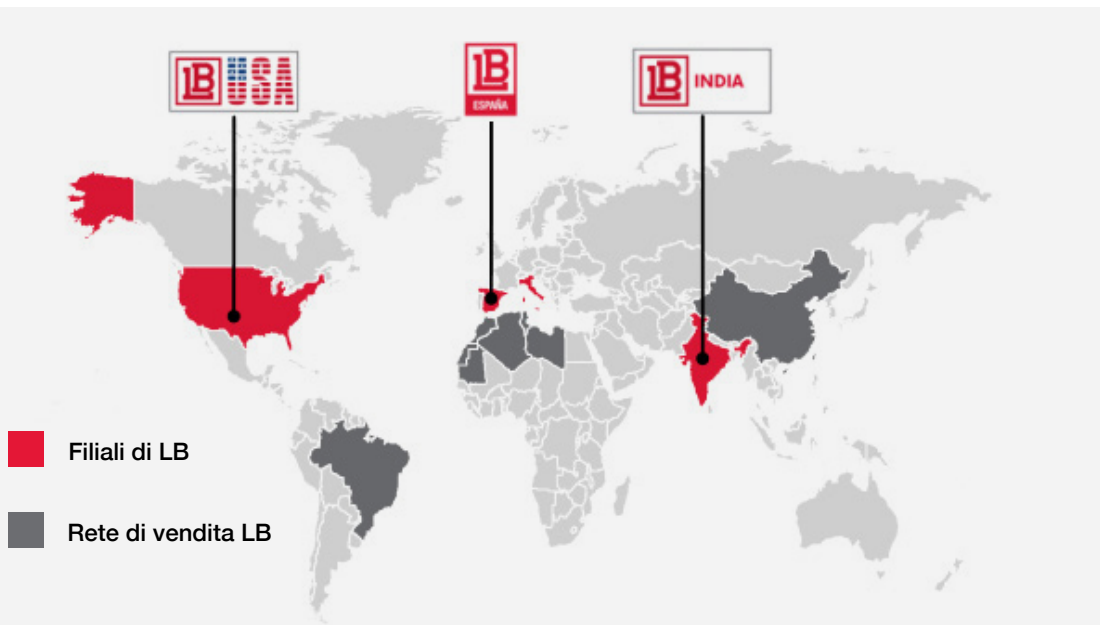 LB USA
LB
ESPAÑA
LB INDIA
Filiali di LB
Rete di vendita LB